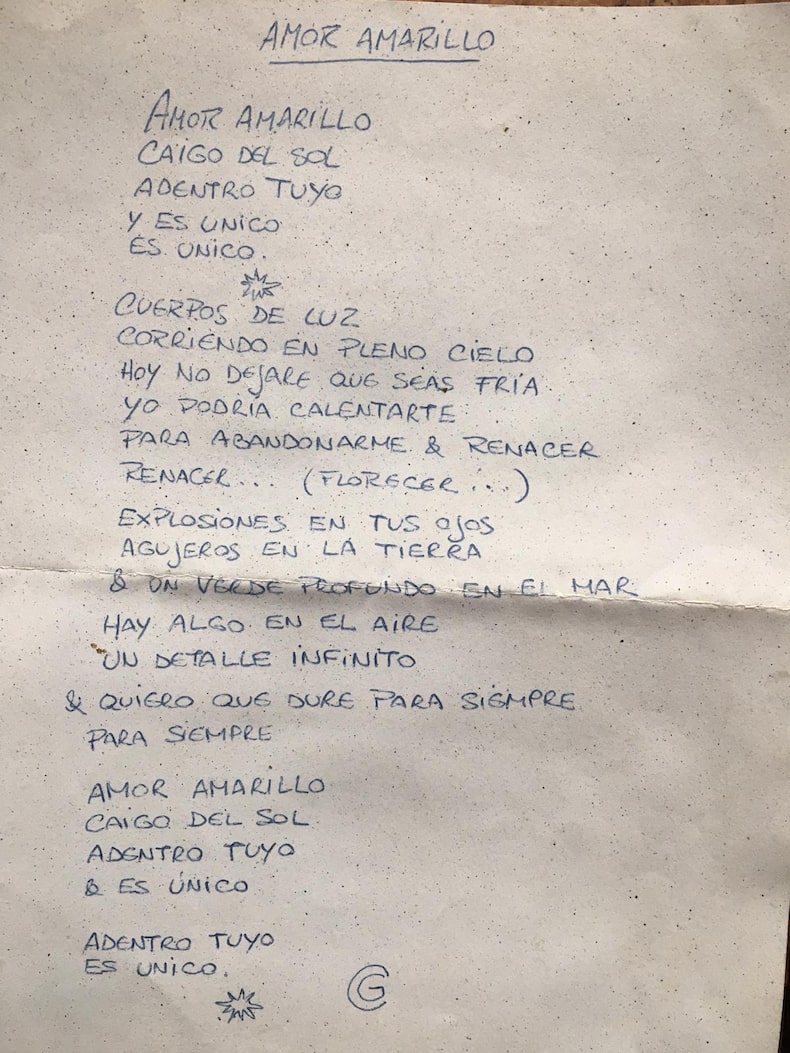 AMOR AMARILLO
AMOR AMARILLO
CAIGO DEL SOL
ADENTRO TUYO
Y ES UNICO
ES UNICO.
CUERPOS DE LUZ
CORRIENDO EN PLENO CIELO
HOY NO DEJARE QUE SEAS FRÍA
YO PODRÍA CALENTARTE
PARA ABANDONARME & RENACER
RENACER... (FLORECER...)
EXPLOSIONES EN TUS OJOS
AGUJEROS EN LA TIERRA
& UN VERDE PROFUNDO EN EL MAR
HAY ALGO EN EL AIRE
UN DETALLE INFINITO
& QUIERO QUE DURE PARA SIEMPRE
PARA SIEMPRE
AMOR AMARILLO
CAIGO DEL SOL
ADENTRO TUYO
& ES ÚNICO
ADENTRO TUYO
ES UNICO.
G